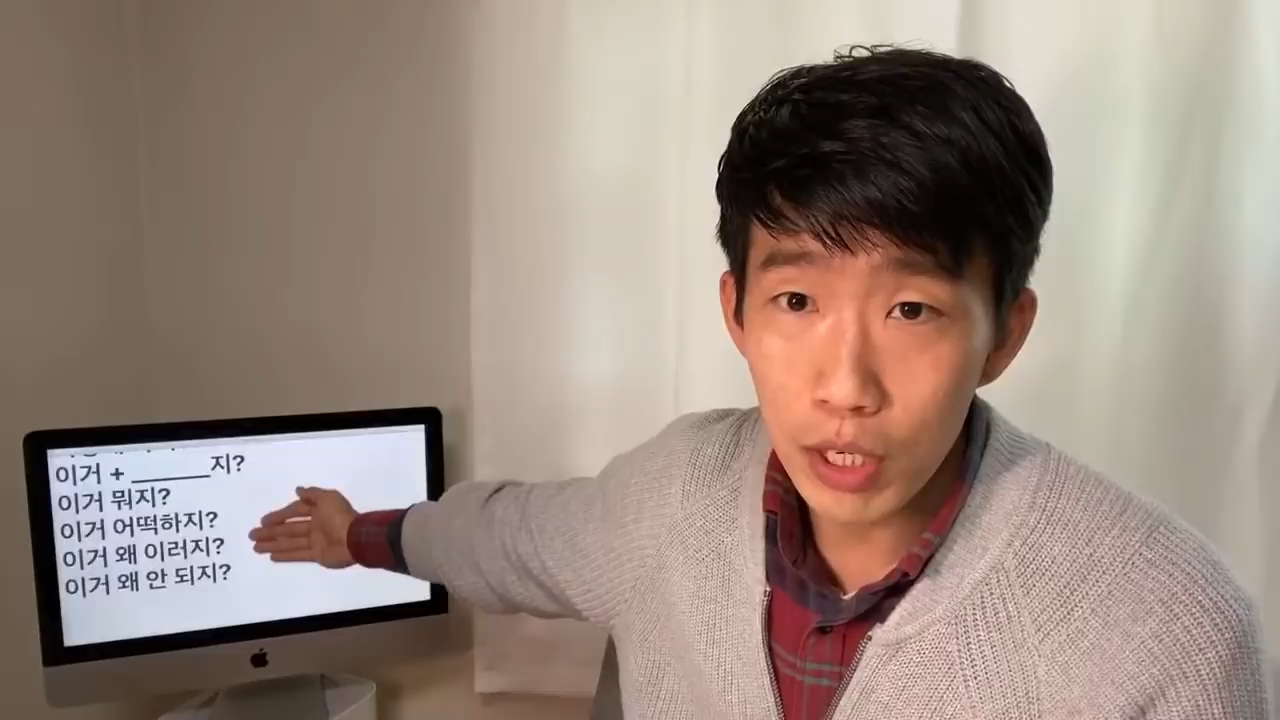 이거 + ______지?
이거 뭐지?
이거 어떡하지?
이거 왜 이러지?
이거 왜 안 되지?